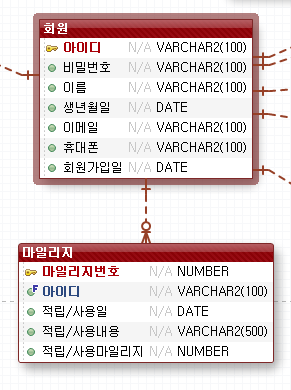 회원
아이디 N/A VARCHAR2(100)
비밀번호 N/A VARCHAR2(100)
이름 N/A VARCHAR2(100)
생년월일 N/A DATE
이메일 N/A VARCHAR2(100)
휴대폰 N/A VARCHAR2(100)
회원가입일 N/A DATE
마일리지
마일리지번호 N/A NUMBER
F 아이디 N/A VARCHAR2(100)
적립/사용일 N/A DATE
적립/사용내용 N/A VARCHAR2(500)
적립/사용마일리지 N/A NUMBER